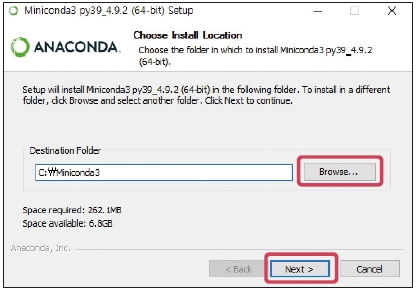 Miniconda3 py39_4.9.2 (64-bit) Setup
ANACONDA.
Choose Install Location
Choose the folder in which to install Miniconda3 py39_4.9.2
(64-bit).
Setup will install Miniconda3 py39_4.9.2 (64-bit) in the following folder. To install in a different
folder, click Browse and select another folder. Click Next to continue.
Destination Folder
C:₩Miniconda3
Browse...
Space required: 262.1MB
Space available: 6.8GB
Anaconda, Inc.
< Back
Next >
Cancel